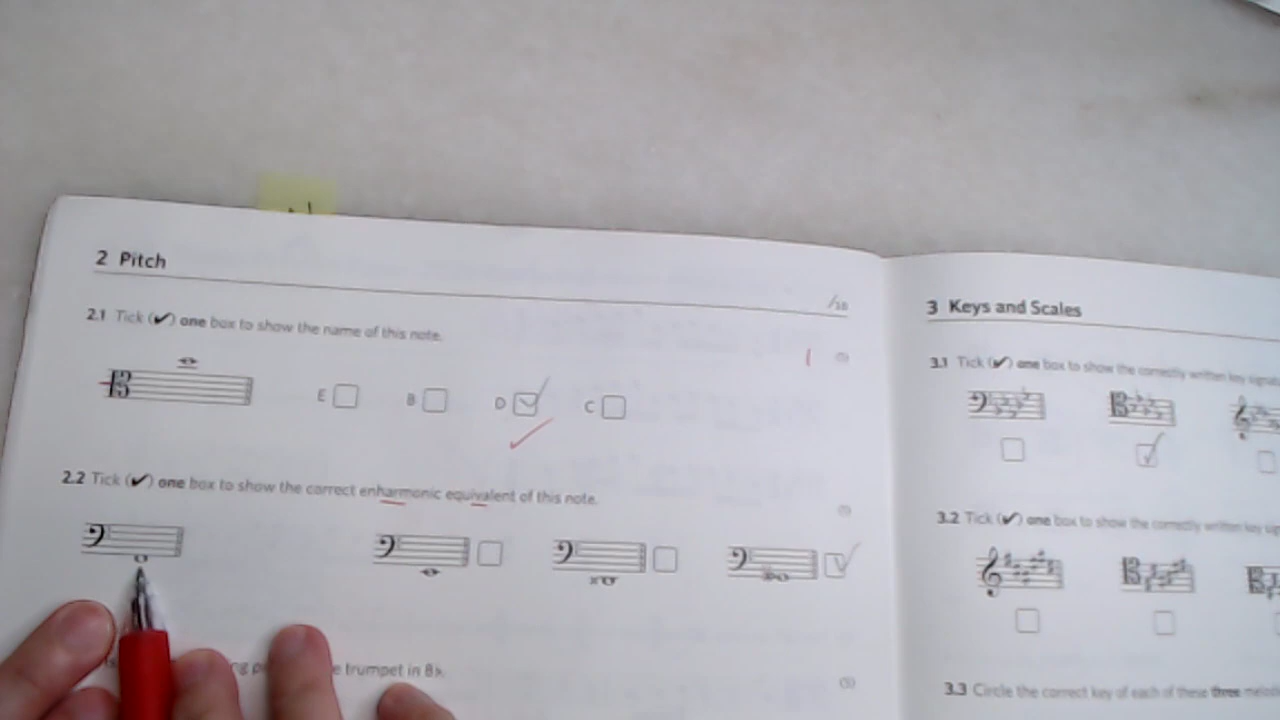 2 Pitch
/10
2.1 Tick (✔) one box to show the name of this note.
1
E
B
D
C
2.2 Tick (✔) one box to show the correct enharmonic equivalent of this note.
trumpet in B♭.
(5)
3 Keys and Scales
3.1 Tick (✔) one box to show the correctly written key
3.2 Tick (✔) one box to show the correctly written key
3.3 Circle the correct key of each of these three